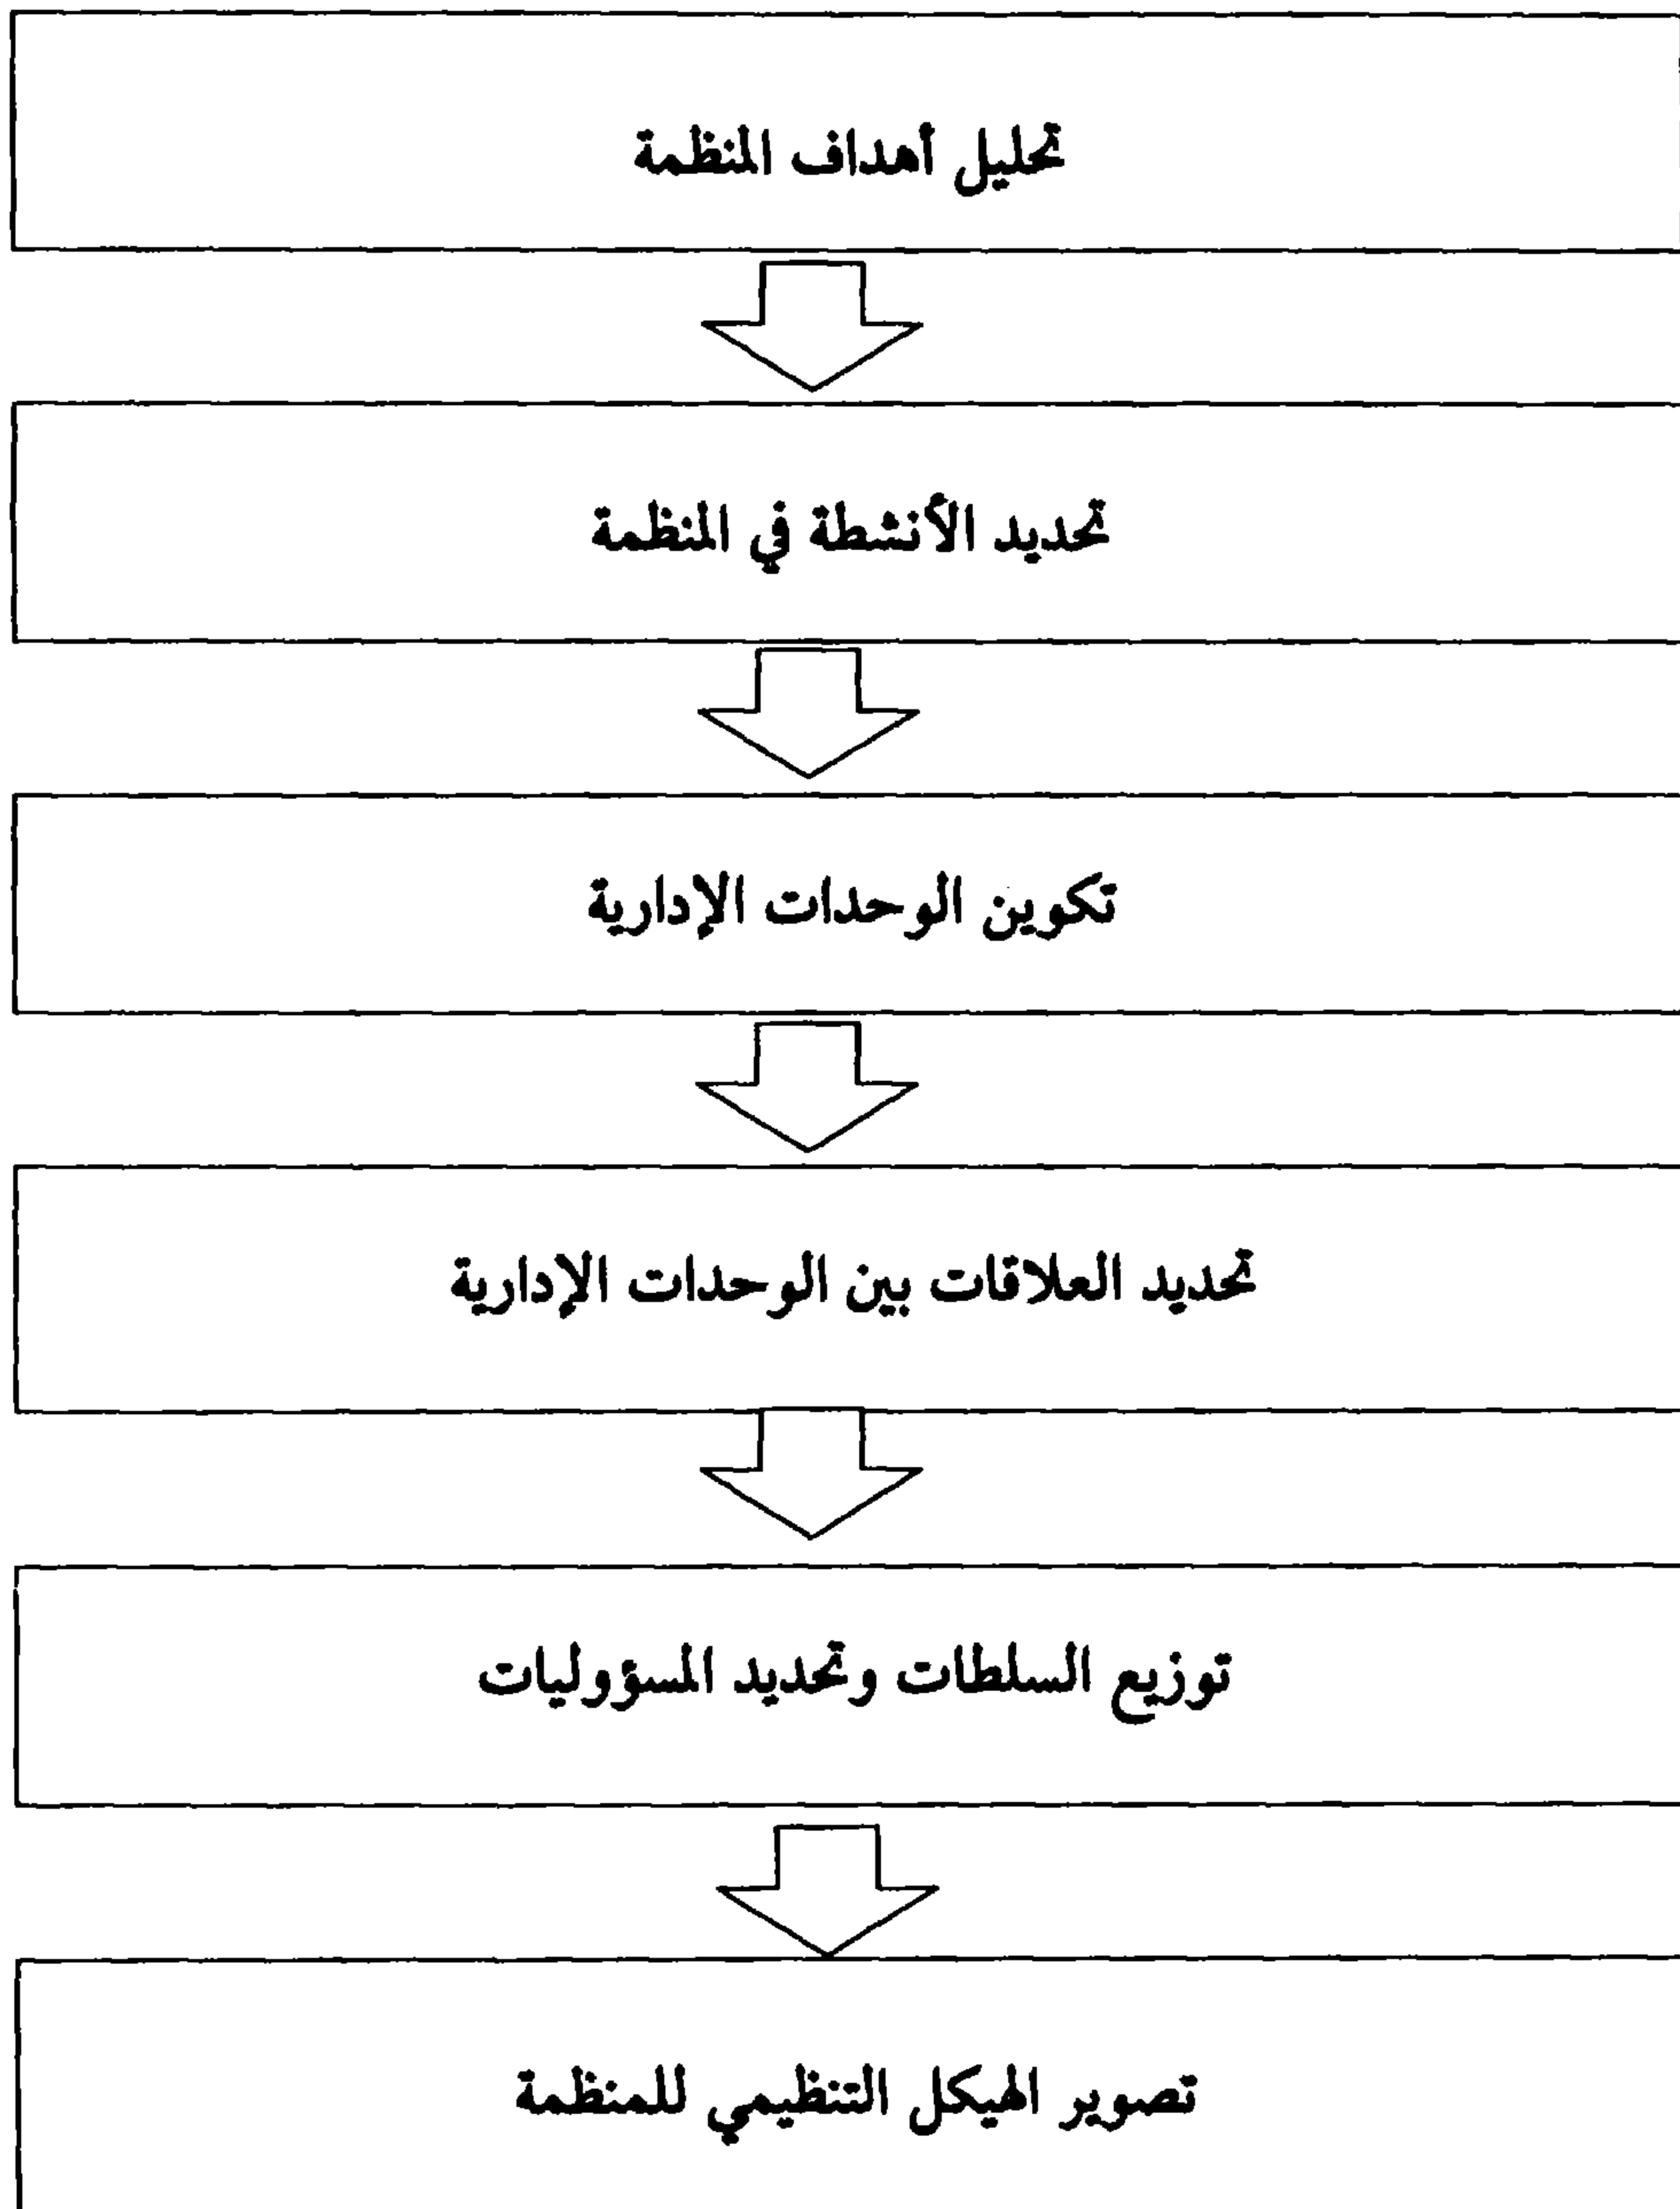 تحليل أهداف المنظمة
تحديد الأنشطة في المنظمة
تكوين الوحدات الإدارية
تحديد العلاقات بين الوحدات الإدارية
توزيع السلطات وتحديد المسؤوليات
تصوير الهيكل التنظيمي للمنظمة